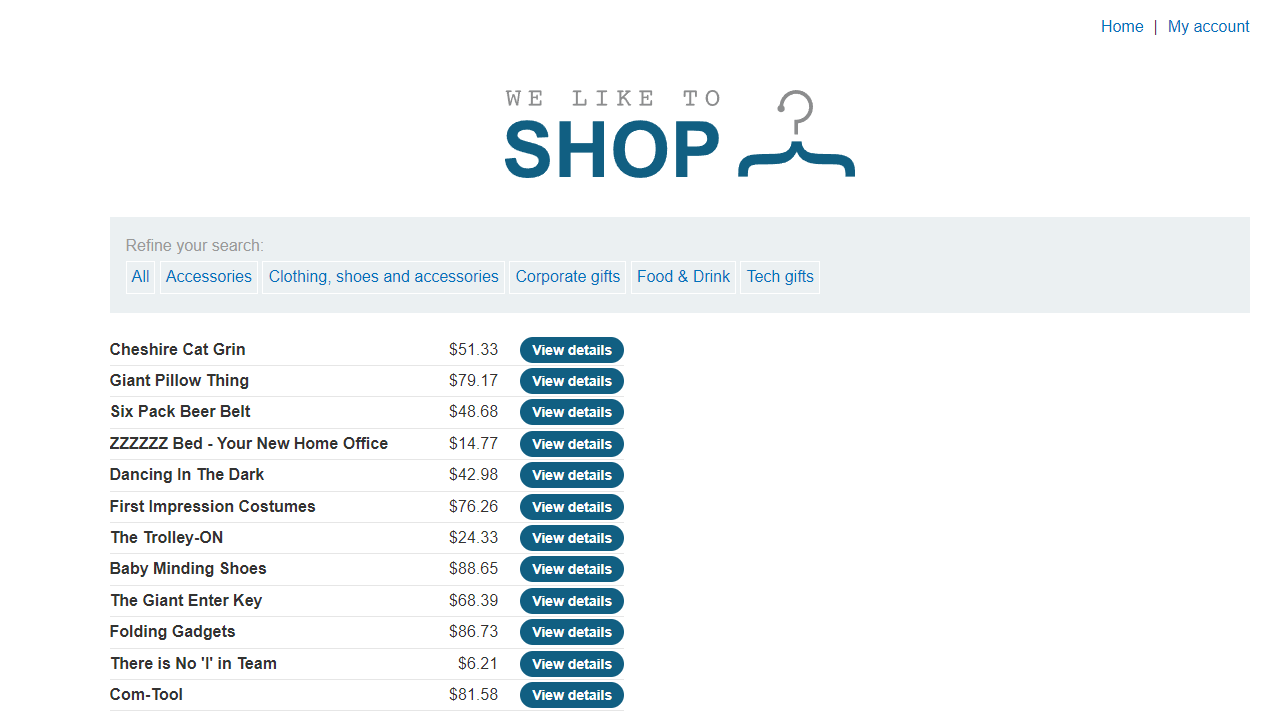 Home | My account
WE LIKE TO
SHOP
Refine your search:
All Accessories Clothing, shoes and accessories Corporate gifts Food & Drink Tech gifts
Cheshire Cat Grin $51.33 View details
Giant Pillow Thing $79.17 View details
Six Pack Beer Belt $48.68 View details
ZZZZZZ Bed - Your New Home Office $14.77 View details
Dancing In The Dark $42.98 View details
First Impression Costumes $76.26 View details
The Trolley-ON $24.33 View details
Baby Minding Shoes $88.65 View details
The Giant Enter Key $68.39 View details
Folding Gadgets $86.73 View details
There is No 'I' in Team $6.21 View details
Com-Tool $81.58 View details